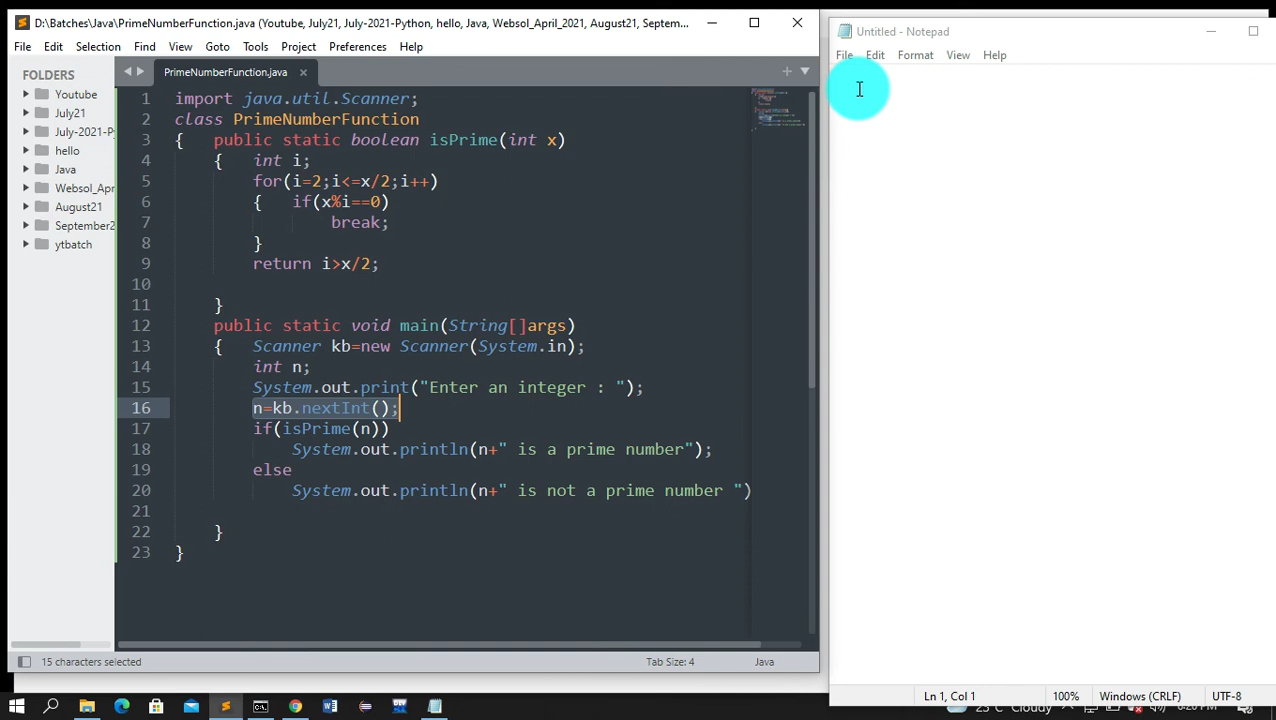 D:\Batches\Java\PrimeNumberFunction.java (Youtube, July21, July-2021-Python, hello, Java, Websol_April_2021, August21, Septem...
File Edit Selection Find View Goto Tools Project Preferences Help
FOLDERS
Youtube
July21
July-2021-P
hello
Java
Websol_Apr
August21
September2
ytbatch
PrimeNumberFunction.java
1 import java.util.Scanner;
2 class PrimeNumberFunction
3 { public static boolean isPrime(int x)
4 { int i;
5 for(i=2;i<=x/2;i++)
6 { if(x%i==0)
7 break;
8 }
9 return i>x/2;
10
11 }
12 public static void main(String[]args)
13 { Scanner kb=new Scanner(System.in);
14 int n;
15 System.out.print("Enter an integer : ");
16 n=kb.nextInt();
17 if(isPrime(n))
18 System.out.println(n+" is a prime number");
19 else
20 System.out.println(n+" is not a prime number ")
21
22 }
23 }
15 characters selected
Tab Size: 4
Java
Untitled - Notepad
File Edit Format View Help
Ln 1, Col 1
100%
Windows (CRLF)
UTF-8
Cloudy